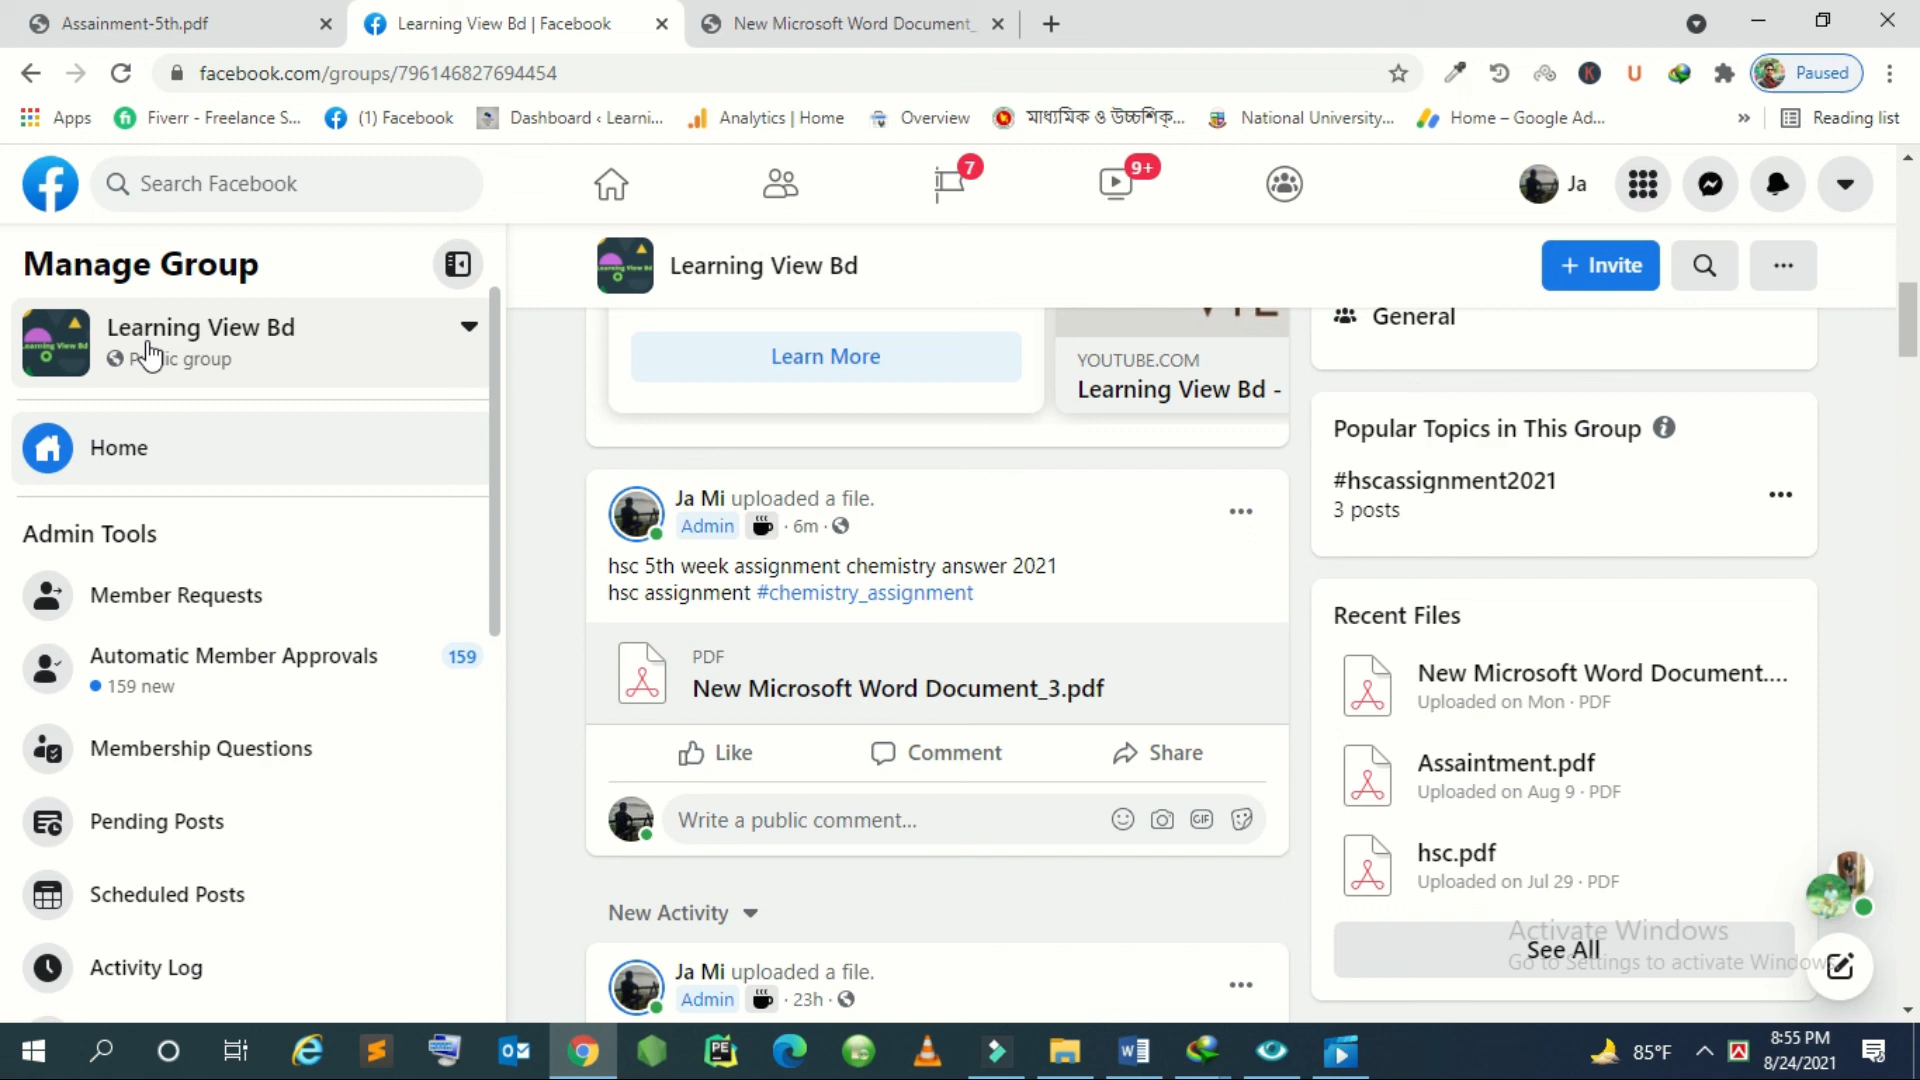 Assainment-5th.pdf
Learning View Bd | Facebook
New Microsoft Word Document_
facebook.com/groups/796146827694454
Paused
Apps
Fiverr - Freelance S...
(1) Facebook
Dashboard ‹ Learni...
Analytics | Home
Overview
মাধ্যমিক ও উচ্চশিক্...
National University...
Home – Google Ad...
»
Reading list
Search Facebook
7
9+
Ja
Manage Group
Learning View Bd
Public group
Home
Admin Tools
Member Requests
Automatic Member Approvals
159
159 new
Membership Questions
Pending Posts
Scheduled Posts
Activity Log
Learning View Bd
+ Invite
Learn More
YOUTUBE.COM
Learning View Bd -
Ja Mi uploaded a file.
Admin · 6m ·
hsc 5th week assignment chemistry answer 2021
hsc assignment #chemistry_assignment
PDF
New Microsoft Word Document_3.pdf
Like
Comment
Share
Write a public comment...
GIF
New Activity
Ja Mi uploaded a file.
Admin · 23h ·
General
Popular Topics in This Group
#hscassignment2021
3 posts
Recent Files
New Microsoft Word Document....
Uploaded on Mon · PDF
Assaintment.pdf
Uploaded on Aug 9 · PDF
hsc.pdf
Uploaded on Jul 29 · PDF
See All
Activate Windows
Go to Settings to activate Windows
85°F
8:55 PM
8/24/2021